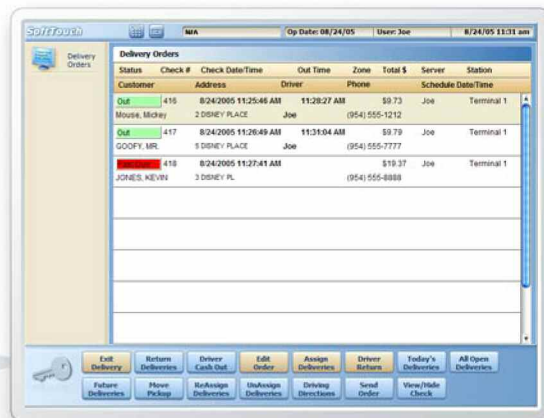 SoftTouch N/A Op Date: 08/24/05 User: Joe 8/24/05 11:31 am
Delivery Orders
Delivery Orders
Status Check # Check Date/Time Out Time Zone Total $ Server Station
Customer Address Driver Phone Schedule Date/Time
Out 416 8/24/2005 11:25:46 AM 11:28:27 AM $9.73 Joe Terminal 1
Mouse, Mickey 2 DISNEY PLACE Joe (954) 555-1212
Out 417 8/24/2005 11:26:49 AM 11:31:04 AM $9.79 Joe Terminal 1
GOOFY, MR. 5 DISNEY PLACE Joe (954) 555-7777
418 8/24/2005 11:27:41 AM $19.37 Joe Terminal 1
JONES, KEVIN 3 DISNEY PL (954) 555-8888
Exit Delivery Return Deliveries Driver Cash Out Edit Order Assign Deliveries Driver Return Today's Deliveries All Open Deliveries
Future Deliveries Move Pickup ReAssign Deliveries UnAssign Deliveries Driving Directions Send Order View/Hide Check